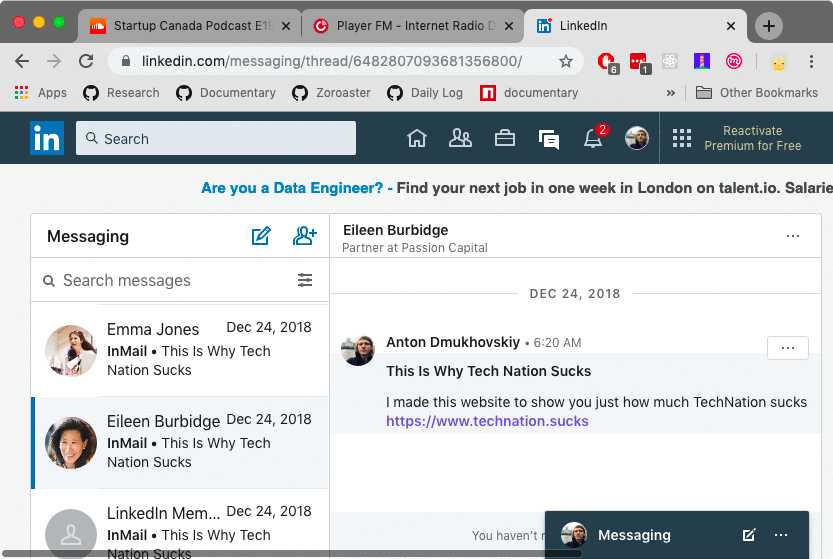 Startup Canada Podcast E19
Player FM - Internet Radio D
LinkedIn
linkedin.com/messaging/thread/6482807093681356800/
6
1
Apps
Research
Documentary
Zoroaster
Daily Log
documentary
»
Other Bookmarks
in
Search
2
Reactivate
Premium for Free
Are you a Data Engineer? - Find your next job in one week in London on talent.io. Salarie
Messaging
Search messages
Emma Jones
Dec 24, 2018
InMail • This Is Why Tech
Nation Sucks
Eileen Burbidge
Dec 24, 2018
InMail • This Is Why Tech
Nation Sucks
LinkedIn Mem...
Dec 24, 2018
InMail • This Is Why Tech
Nation Sucks
Eileen Burbidge
Partner at Passion Capital
DEC 24, 2018
Anton Dmukhovskiy • 6:20 AM
This Is Why Tech Nation Sucks
I made this website to show you just how much TechNation sucks
https://www.technation.sucks
You haven't
Messaging